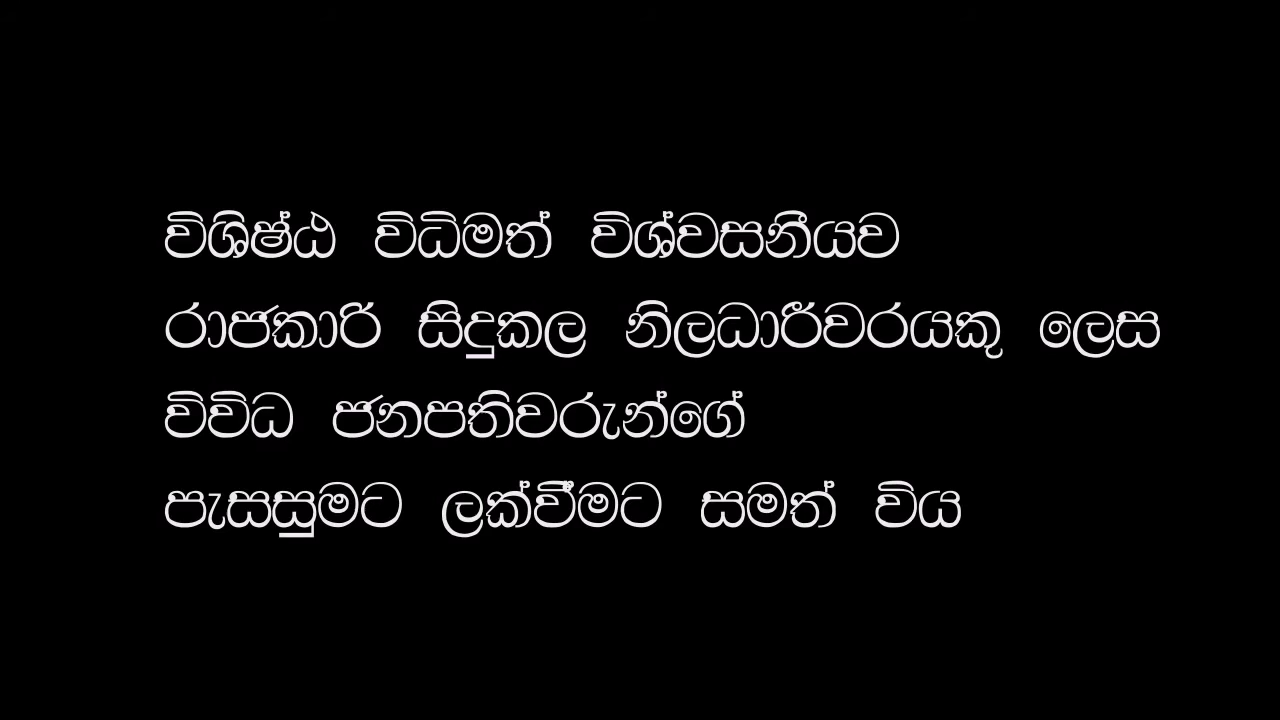 විශිෂ්ඨ විධිමත් විශ්වසනීයව
රාජකාරි සිදුකල නිලධාරීවරයකු ලෙස
විවිධ ජනපතිවරුන්ගේ
පැසසුමට ලක්වීමට සමත් විය